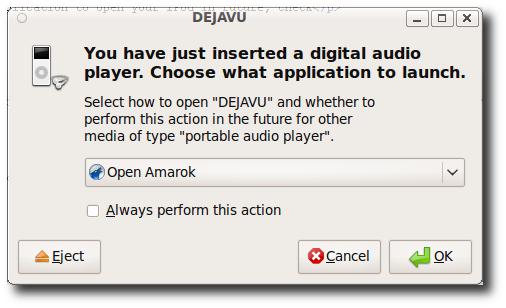 lication to open your iPod in future, check</p>
DEJAVU
You have just inserted a digital audio
player. Choose what application to launch.
Select how to open "DEJAVU" and whether to
perform this action in the future for other
media of type "portable audio player".
Open Amarok
Always perform this action
Eject
Cancel
OK